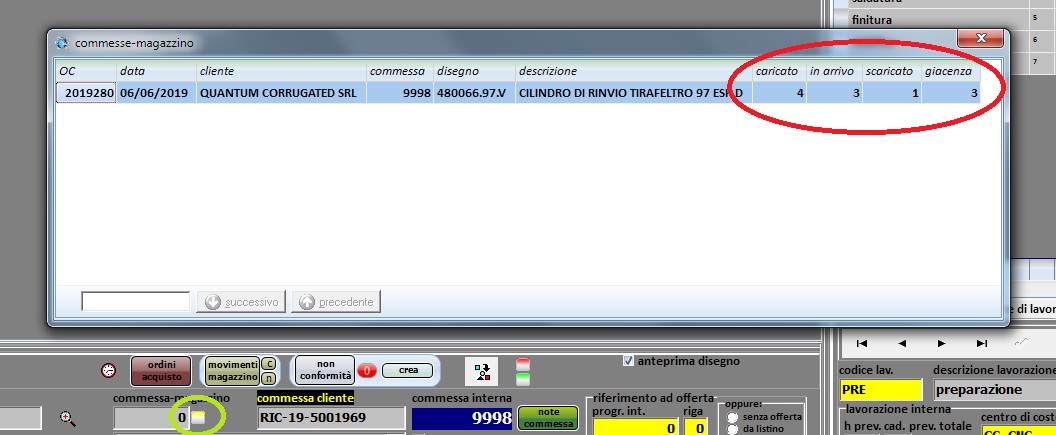 saldatura
finitura 5
6
7
commesse-magazzino
OC data cliente commessa disegno descrizione caricato in arrivo scaricato giacenza
2019280 06/06/2019 QUANTUM CORRUGATED SRL 9998 480066.97.V CILINDRO DI RINVIO TIRAFELTRO 97 D 4 3 1 3
successivo precedente
e di lavor
ordini acquisto
movimenti magazzino
c
n
non conformità
0
crea
anteprima disegno
codice lav. descrizione lavorazione
PRE preparazione
commessa-magazzino commessa cliente commessa interna
0 RIC-19-5001969 9998
note commessa
riferimento ad offerta
progr. int. riga
0 0
oppure:
senza offerta
da listino
lavorazione interna
h prev. cad. prev. totale
centro di cost
CC-CNC